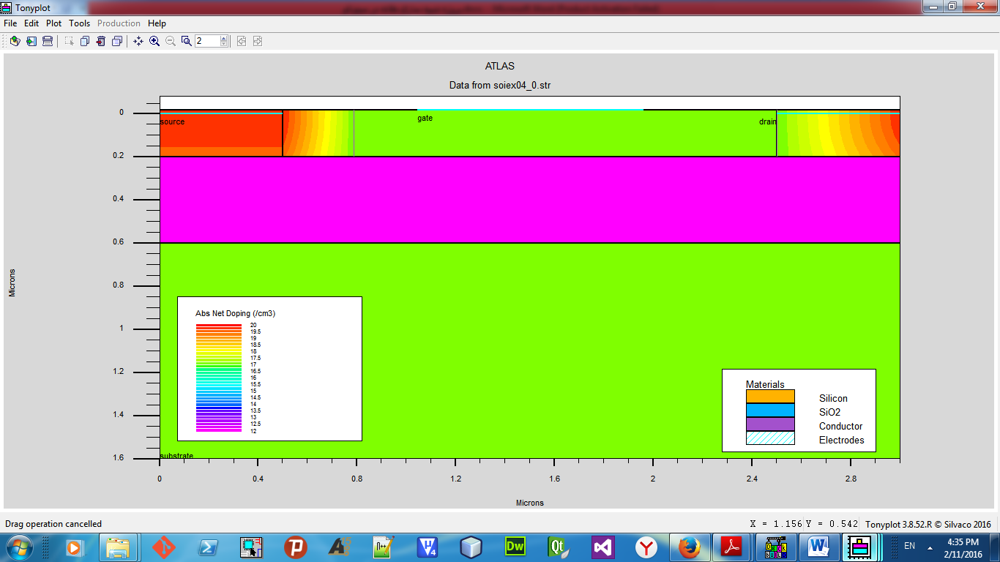 Tonyplot
File Edit Plot Tools Production Help
2
ATLAS
Data from soiex04_0.str
source
gate
drain
substrate
0
0.2
0.4
0.6
0.8
1
1.2
1.4
1.6
Microns
Abs Net Doping (/cm3)
20
19.5
19
18.5
18
17.5
17
16.5
16
15.5
15
14.5
14
13.5
13
12.5
12
Materials
Silicon
SiO2
Conductor
Electrodes
0 0.4 0.8 1.2 1.6 2 2.4 2.8
Microns
Drag operation cancelled
X = 1.156 Y = 0.542 Tonyplot 3.8.52.R © Silvaco 2016
EN
4:35 PM
2/11/2016